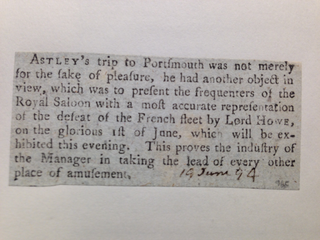 ASTLEY'S trip to Portſmouth was not merely
for the ſake of pleaſure, he had another object in
view, which was to preſent the frequenters of the
Royal Saloon with a moſt accurate repreſentation
of the defeat of the French fleet by Lord HOWE,
on the glorious 1ſt of June, which will be ex-
hibited this evening. This proves the induſtry of
the Manager in taking the lead of every other
place of amuſement.
19 June 94